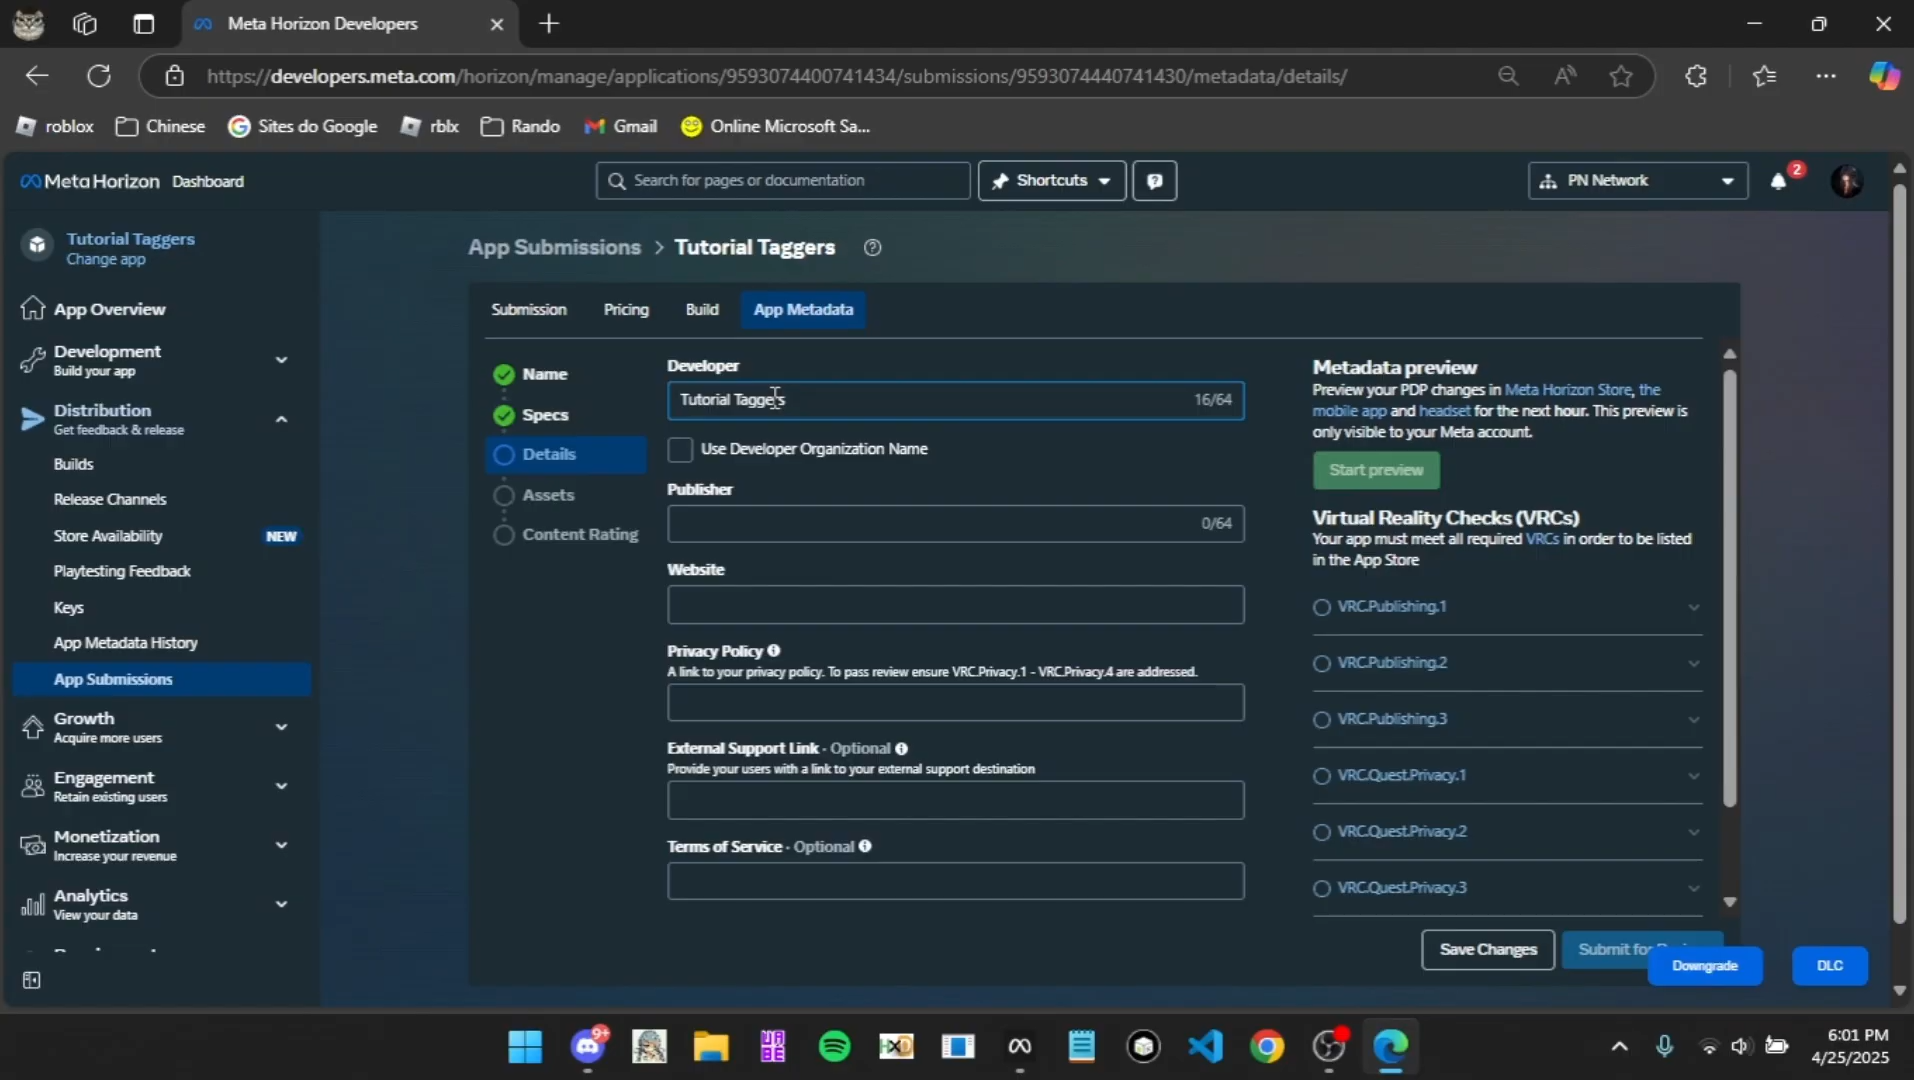 Meta Horizon Developers
https://developers.meta.com/horizon/manage/applications/9593074400741434/submissions/9593074440741430/metadata/details/
roblox
Chinese
Sites do Google
rblx
Rando
Gmail
Online Microsoft Sa...
Meta Horizon Dashboard
Search for pages or documentation
Shortcuts
PN Network
2
Tutorial Taggers
Change app
App Overview
Development
Build your app
Distribution
Get feedback & release
Builds
Release Channels
Store Availability NEW
Playtesting Feedback
Keys
App Metadata History
App Submissions
Growth
Acquire more users
Engagement
Retain existing users
Monetization
Increase your revenue
Analytics
View your data
App Submissions > Tutorial Taggers
Submission Pricing Build App Metadata
Name
Specs
Details
Assets
Content Rating
Developer
Tutorial Taggers 16/64
Use Developer Organization Name
Publisher
0/64
Website
Privacy Policy
A link to your privacy policy. To pass review ensure VRC.Privacy.1 - VRC.Privacy.4 are addressed.
External Support Link · Optional
Provide your users with a link to your external support destination
Terms of Service · Optional
Metadata preview
Preview your PDP changes in Meta Horizon Store, the
mobile app and headset for the next hour. This preview is
only visible to your Meta account.
Start preview
Virtual Reality Checks (VRCs)
Your app must meet all required VRCs in order to be listed
in the App Store
VRC.Publishing.1
VRC.Publishing.2
VRC.Publishing.3
VRC.Quest.Privacy.1
VRC.Quest.Privacy.2
VRC.Quest.Privacy.3
Save Changes
Submit for
Downgrade
DLC
9+
6:01 PM
4/25/2025